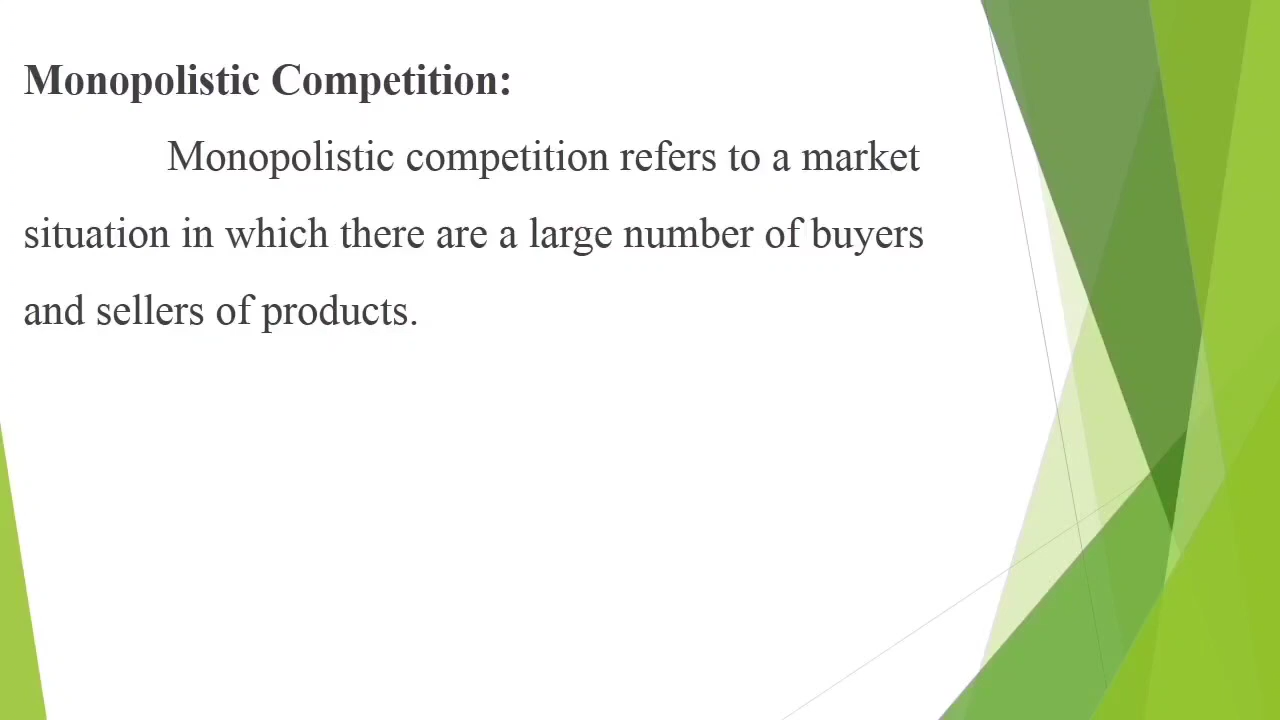 Monopolistic Competition:
Monopolistic competition refers to a market
situation in which there are a large number of buyers
and sellers of products.